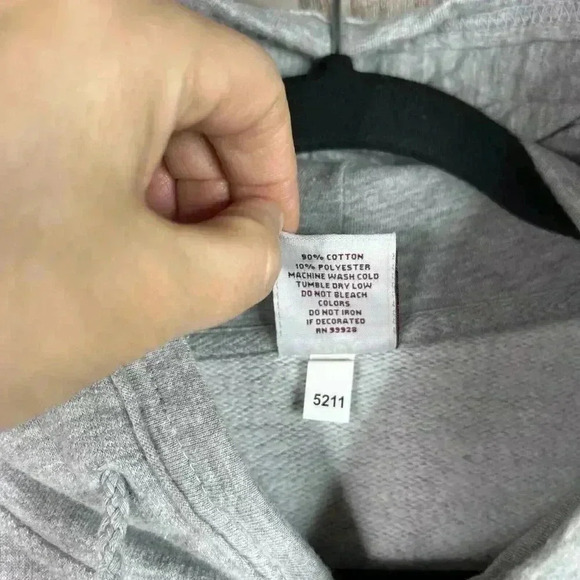 90% COTTON
10% POLYESTER
MACHINE WASH COLD
TUMBLE DRY LOW
DO NOT BLEACH
COLORS
DO NOT IRON
IF DECORATED
RN 99928
5211